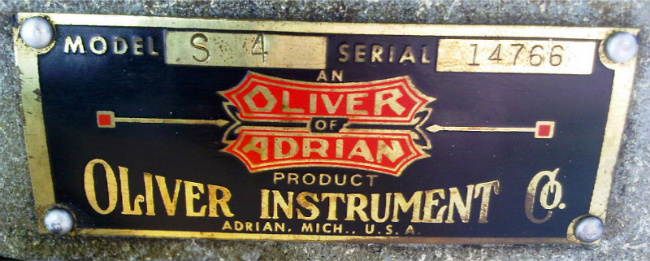 MODEL S 4 SERIAL 14766
AN
OLIVER
OF
ADRIAN
PRODUCT
OLIVER INSTRUMENT CO.
ADRIAN, MICH., U.S.A.